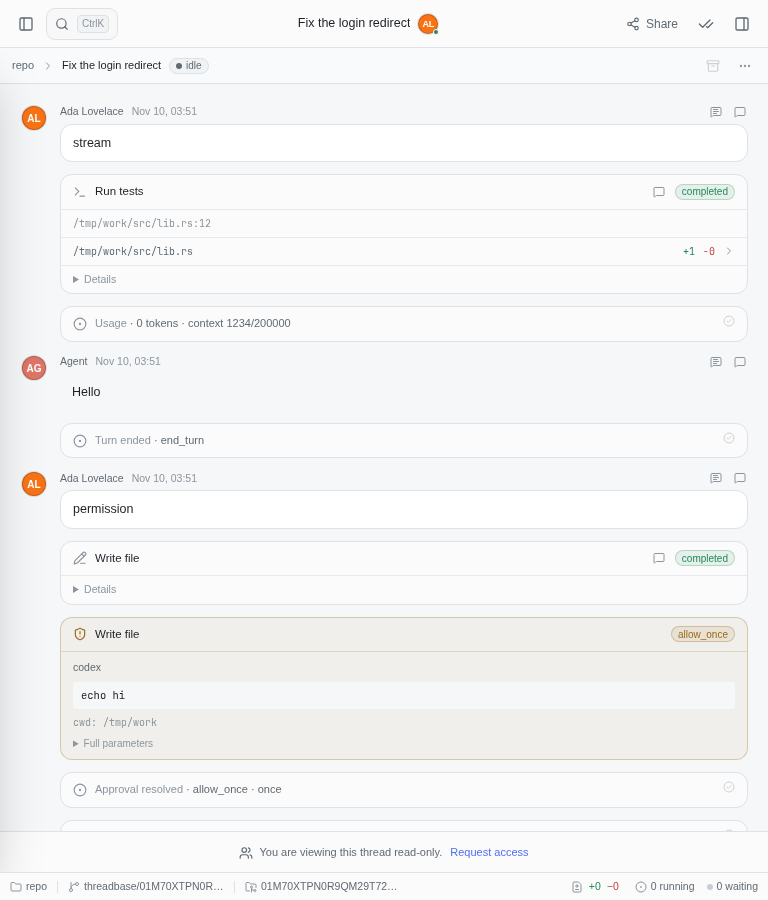 CtrlK
Fix the login redirect AL
Share
repo Fix the login redirect idle
AL Ada Lovelace Nov 10, 03:51
stream
Run tests completed
/tmp/work/src/lib.rs:12
/tmp/work/src/lib.rs +1 -0
Details
Usage · 0 tokens · context 1234/200000
AG Agent Nov 10, 03:51
Hello
Turn ended · end_turn
AL Ada Lovelace Nov 10, 03:51
permission
Write file completed
Details
Write file allow_once
codex
echo hi
cwd: /tmp/work
Full parameters
Approval resolved · allow_once · once
You are viewing this thread read-only. Request access
repo threadbase/01M70XTPN0R… 01M70XTPN0R9QM29T72… +0 −0 0 running 0 waiting